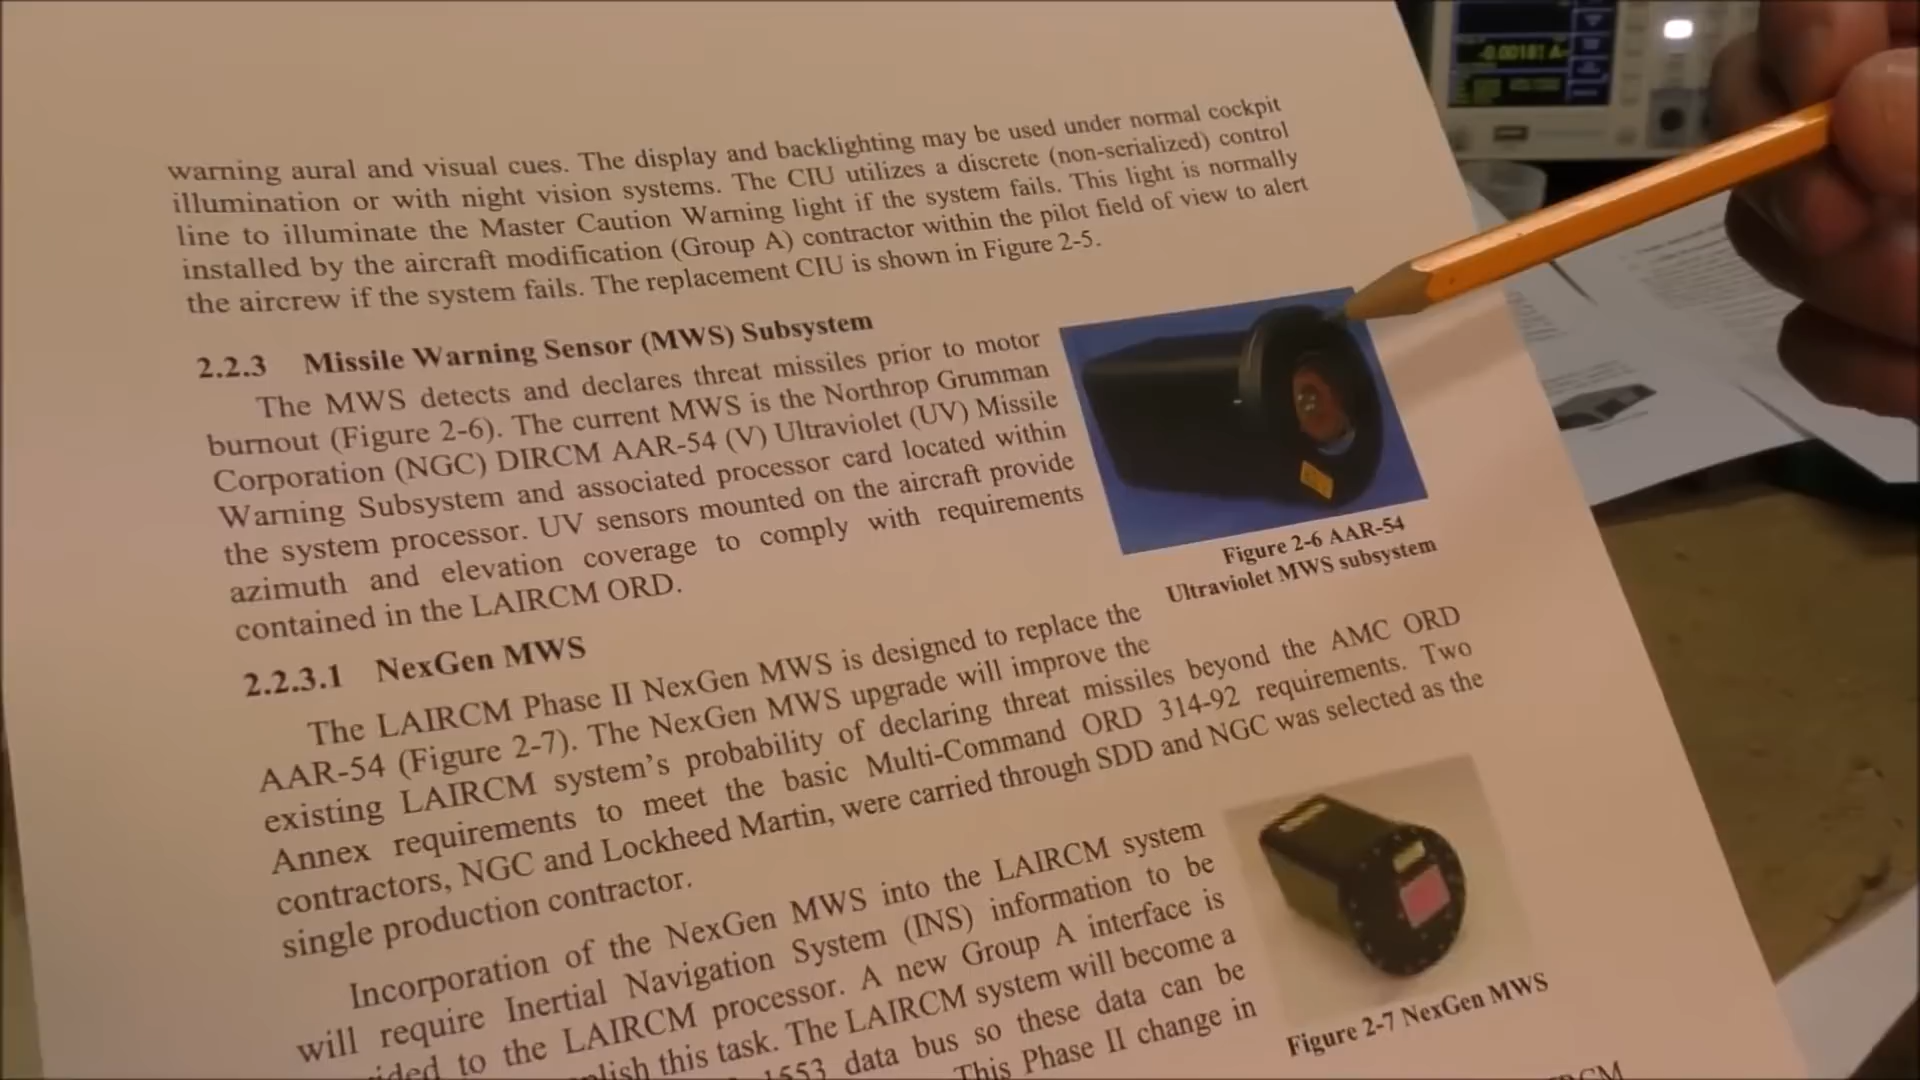 -0.00181 A
warning aural and visual cues. The display and backlighting may be used under normal cockpit
illumination or with night vision systems. The CIU utilizes a discrete (non-serialized) control
line to illuminate the Master Caution Warning light if the system fails. This light is normally
installed by the aircraft modification (Group A) contractor within the pilot field of view to alert
the aircrew if the system fails. The replacement CIU is shown in Figure 2-5.
2.2.3 Missile Warning Sensor (MWS) Subsystem
The MWS detects and declares threat missiles prior to motor
burnout (Figure 2-6). The current MWS is the Northrop Grumman
Corporation (NGC) DIRCM AAR-54 (V) Ultraviolet (UV) Missile
Warning Subsystem and associated processor card located within
the system processor. UV sensors mounted on the aircraft provide
azimuth and elevation coverage to comply with requirements
contained in the LAIRCM ORD.
Figure 2-6 AAR-54
Ultraviolet MWS subsystem
2.2.3.1 NexGen MWS
The LAIRCM Phase II NexGen MWS is designed to replace the
AAR-54 (Figure 2-7). The NexGen MWS upgrade will improve the
existing LAIRCM system's probability of declaring threat missiles beyond the AMC ORD
Annex requirements to meet the basic Multi-Command ORD 314-92 requirements. Two
contractors, NGC and Lockheed Martin, were carried through SDD and NGC was selected as the
single production contractor.
Incorporation of the NexGen MWS into the LAIRCM system
will require Inertial Navigation System (INS) information to be
to the LAIRCM processor. A new Group A interface is
this task. The LAIRCM system will become a
1553 data bus so these data can be
This Phase II change in
Figure 2-7 NexGen MWS